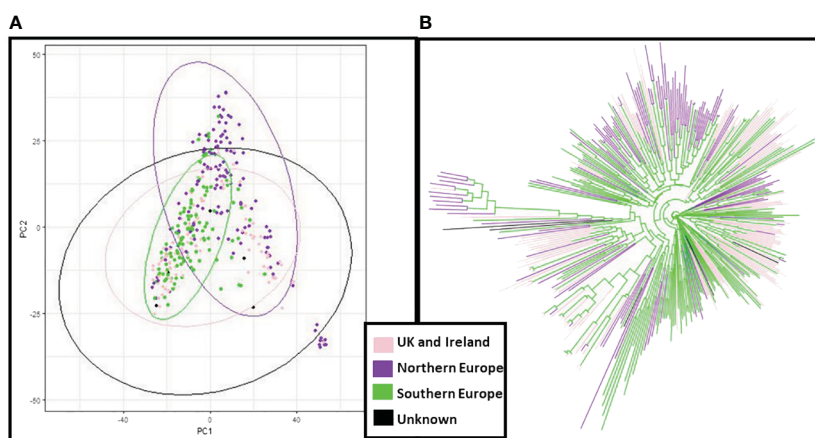 A
B
50
25
0
-25
-50
PC2
-40
0
40
PC1
UK and Ireland
Northern Europe
Southern Europe
Unknown